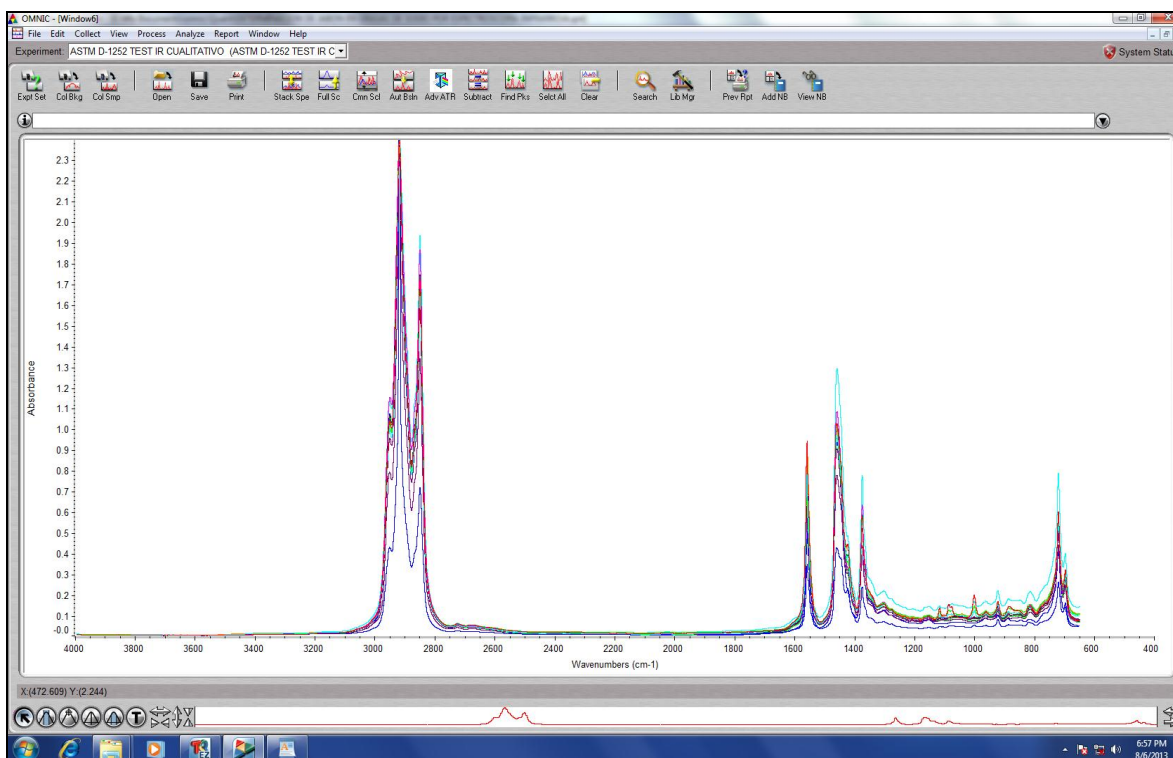 OMNIC - [Window6]
File Edit Collect View Process Analyze Report Window Help
Experiment: ASTM D-1252 TEST IR CUALITATIVO (ASTM D-1252 TEST IR C
System Statu
Expt Set Col Bkg Col Smp Open Save Print Stack Spe Full Sc Cmn Scl Aut Bsln Adv ATR Subtract Find Pks Selct All Clear Search Lib Mgr Prev Rpt Add NB View NB
2.3
2.2
2.1
2.0
1.9
1.8
1.7
1.6
1.5
1.4
1.3
1.2
1.1
1.0
0.9
0.8
0.7
0.6
0.5
0.4
0.3
0.2
0.1
-0.0
Absorbance
4000 3800 3600 3400 3200 3000 2800 2600 2400 2200 2000 1800 1600 1400 1200 1000 800 600 400
Wavenumbers (cm-1)
X:(472.609) Y:(2.244)
T
EZ
6:57 PM
8/6/2013